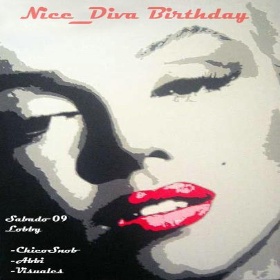 Nice_Diva Birthday
Sabado 09
Lobby
-ChicoSnob
-Abbi
-Visuales